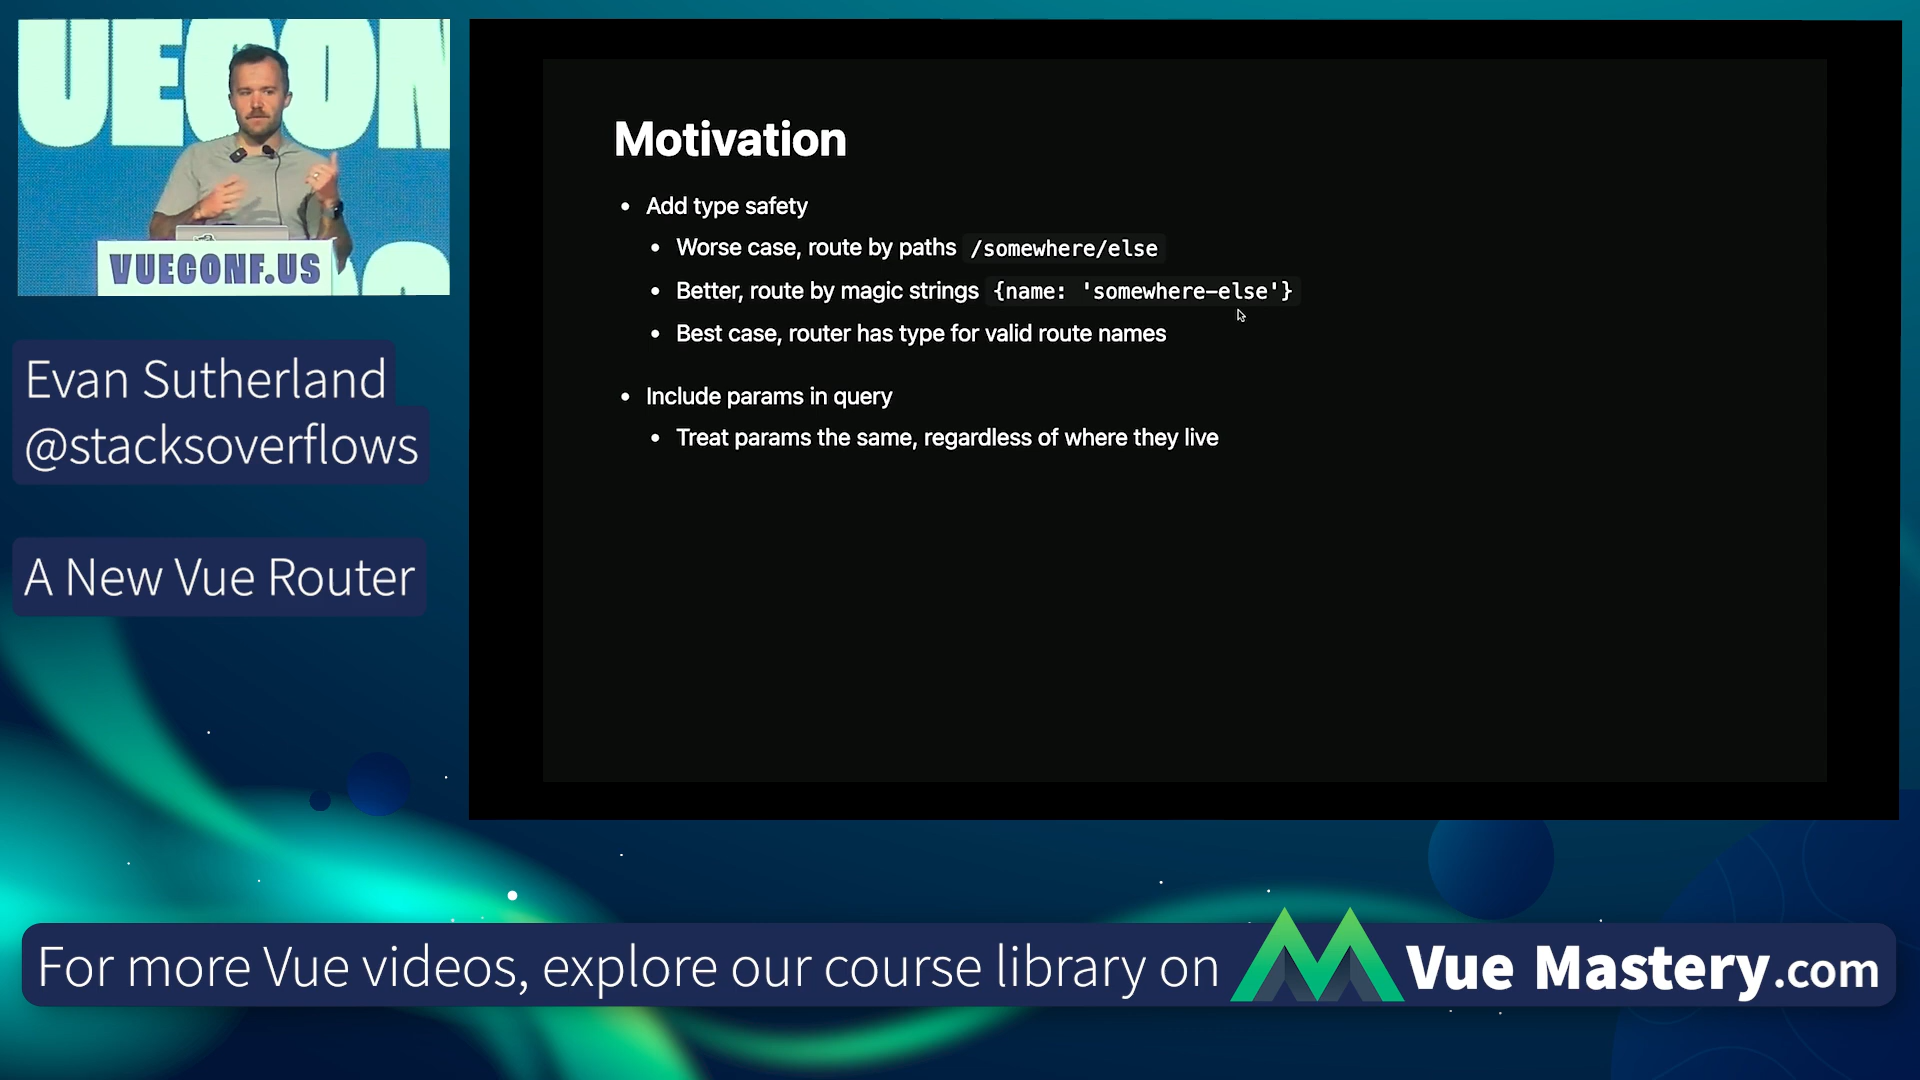 UECON
VUECONF.US
Evan Sutherland
@stacksoverflows
A New Vue Router
Motivation
• Add type safety
• Worse case, route by paths /somewhere/else
• Better, route by magic strings {name: 'somewhere-else'}
• Best case, router has type for valid route names
• Include params in query
• Treat params the same, regardless of where they live
For more Vue videos, explore our course library on Vue Mastery.com